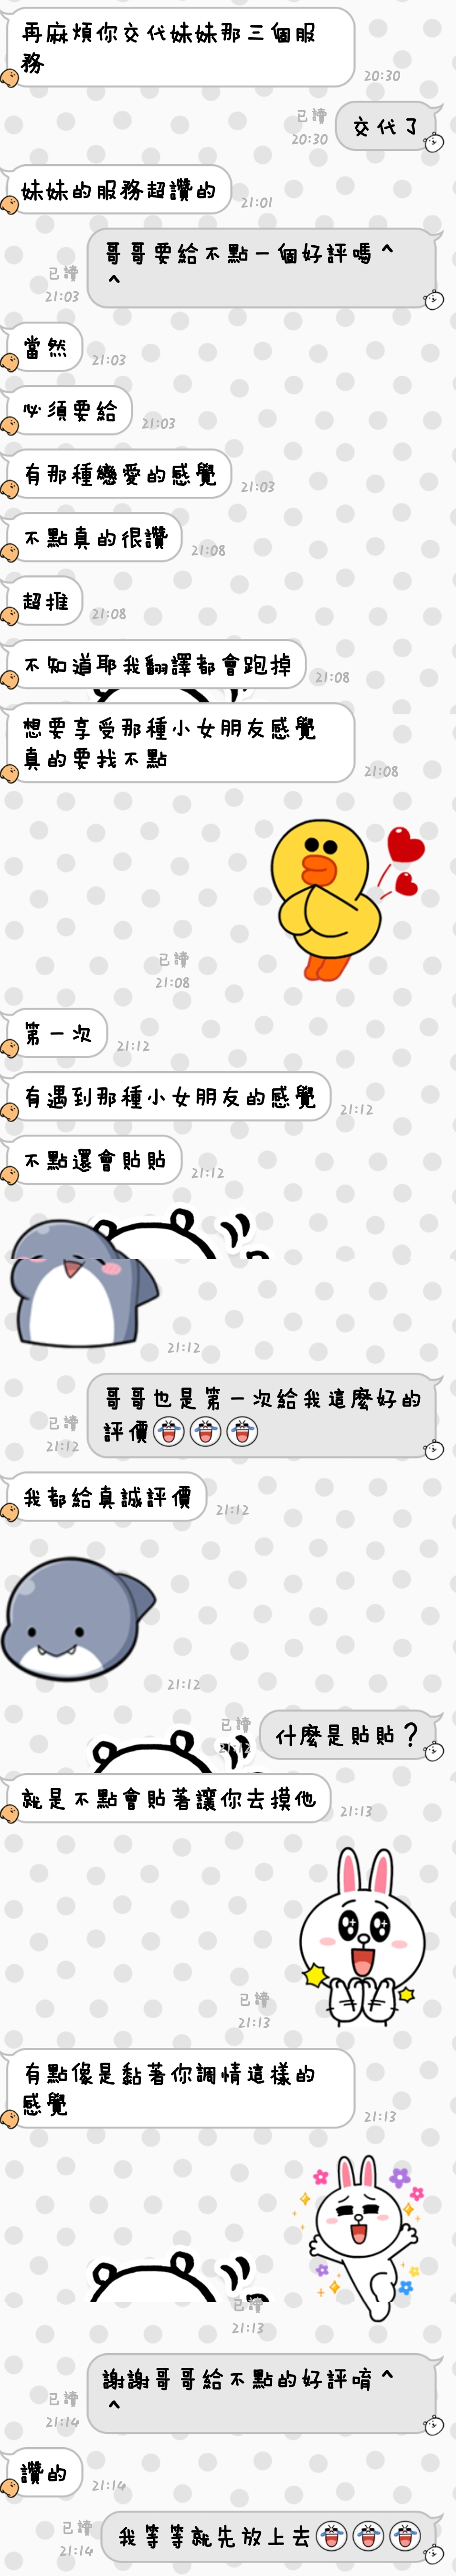 再麻煩你交代妹妹那三個服
務
20:30
已讀
20:30
交代了
妹妹的服務超讚的
21:01
哥哥要給不點一個好評嗎^
^
已讀
21:03
當然
21:03
必須要給
21:03
有那種戀愛的感覺
21:03
不點真的很讚
21:08
超推
21:08
不知道耶我翻譯都會跑掉
21:08
想要享受那種小女朋友感覺
真的要找不點
21:08
已讀
21:08
第一次
21:12
有遇到那種小女朋友的感覺
21:12
不點還會貼貼
21:12
21:12
哥哥也是第一次給我這麼好的
評價
已讀
21:12
我都給真誠評價
21:12
21:12
已讀
什麼是貼貼？
就是不點會貼著讓你去摸他
21:13
已讀
21:13
有點像是黏著你調情這樣的
感覺
21:13
已讀
21:13
謝謝哥哥給不點的好評唷^
^
已讀
21:14
讚的
21:14
已讀
21:14
我等等就先放上去